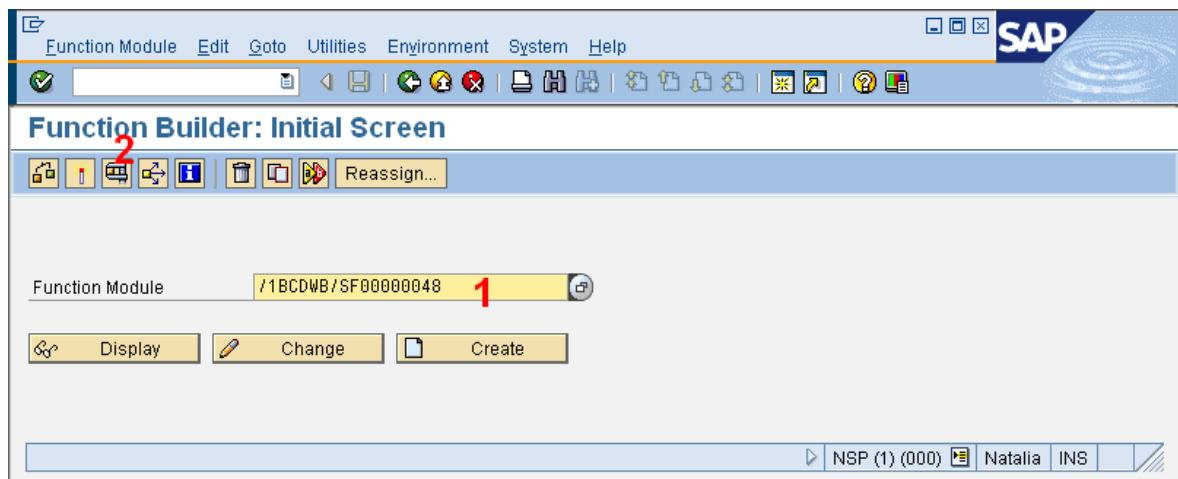 Function Module Edit Goto Utilities Environment System Help
SAP
Function Builder: Initial Screen
2
Reassign...
Function Module /1BCDWB/SF00000048 1
Display Change Create
NSP (1) (000) Natalia INS